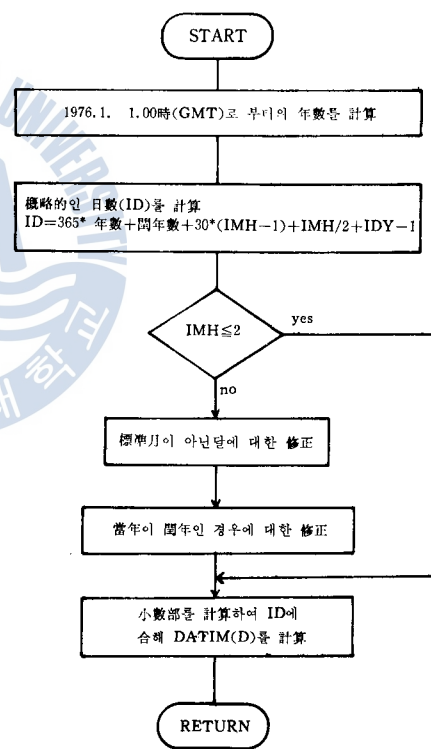 START
1976.1. 1.00時(GMT)로 부터의 年數를 計算
槪略的인 日數(ID)를 計算
ID=365* 年數+閏年數+30*(IMH−1)+IMH/2+IDY−1
IMH≦2
yes
no
標準月이 아닌달에 대한 修正
當年이 閏年인 경우에 대한 修正
小數部를 計算하여 ID에
合해 DATIM(D)를 計算
RETURN
UNIVERSITY